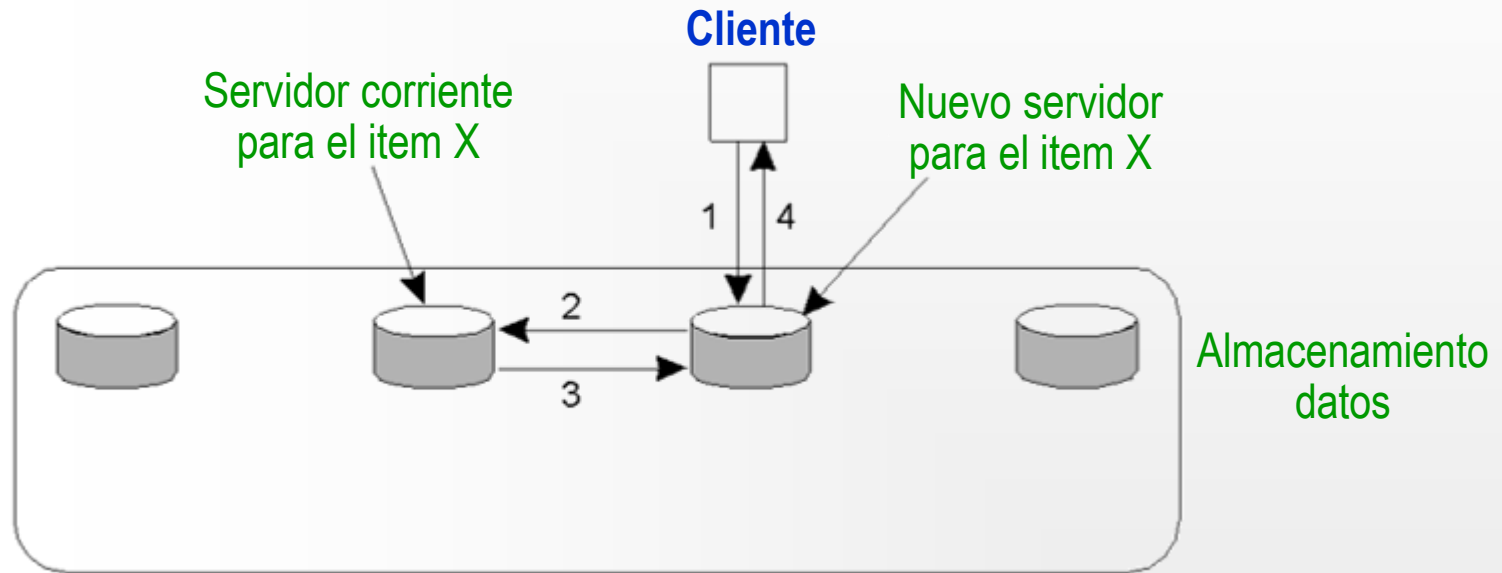 Cliente
Servidor corriente
para el item X
Nuevo servidor
para el item X
1
4
2
3
Almacenamiento
datos